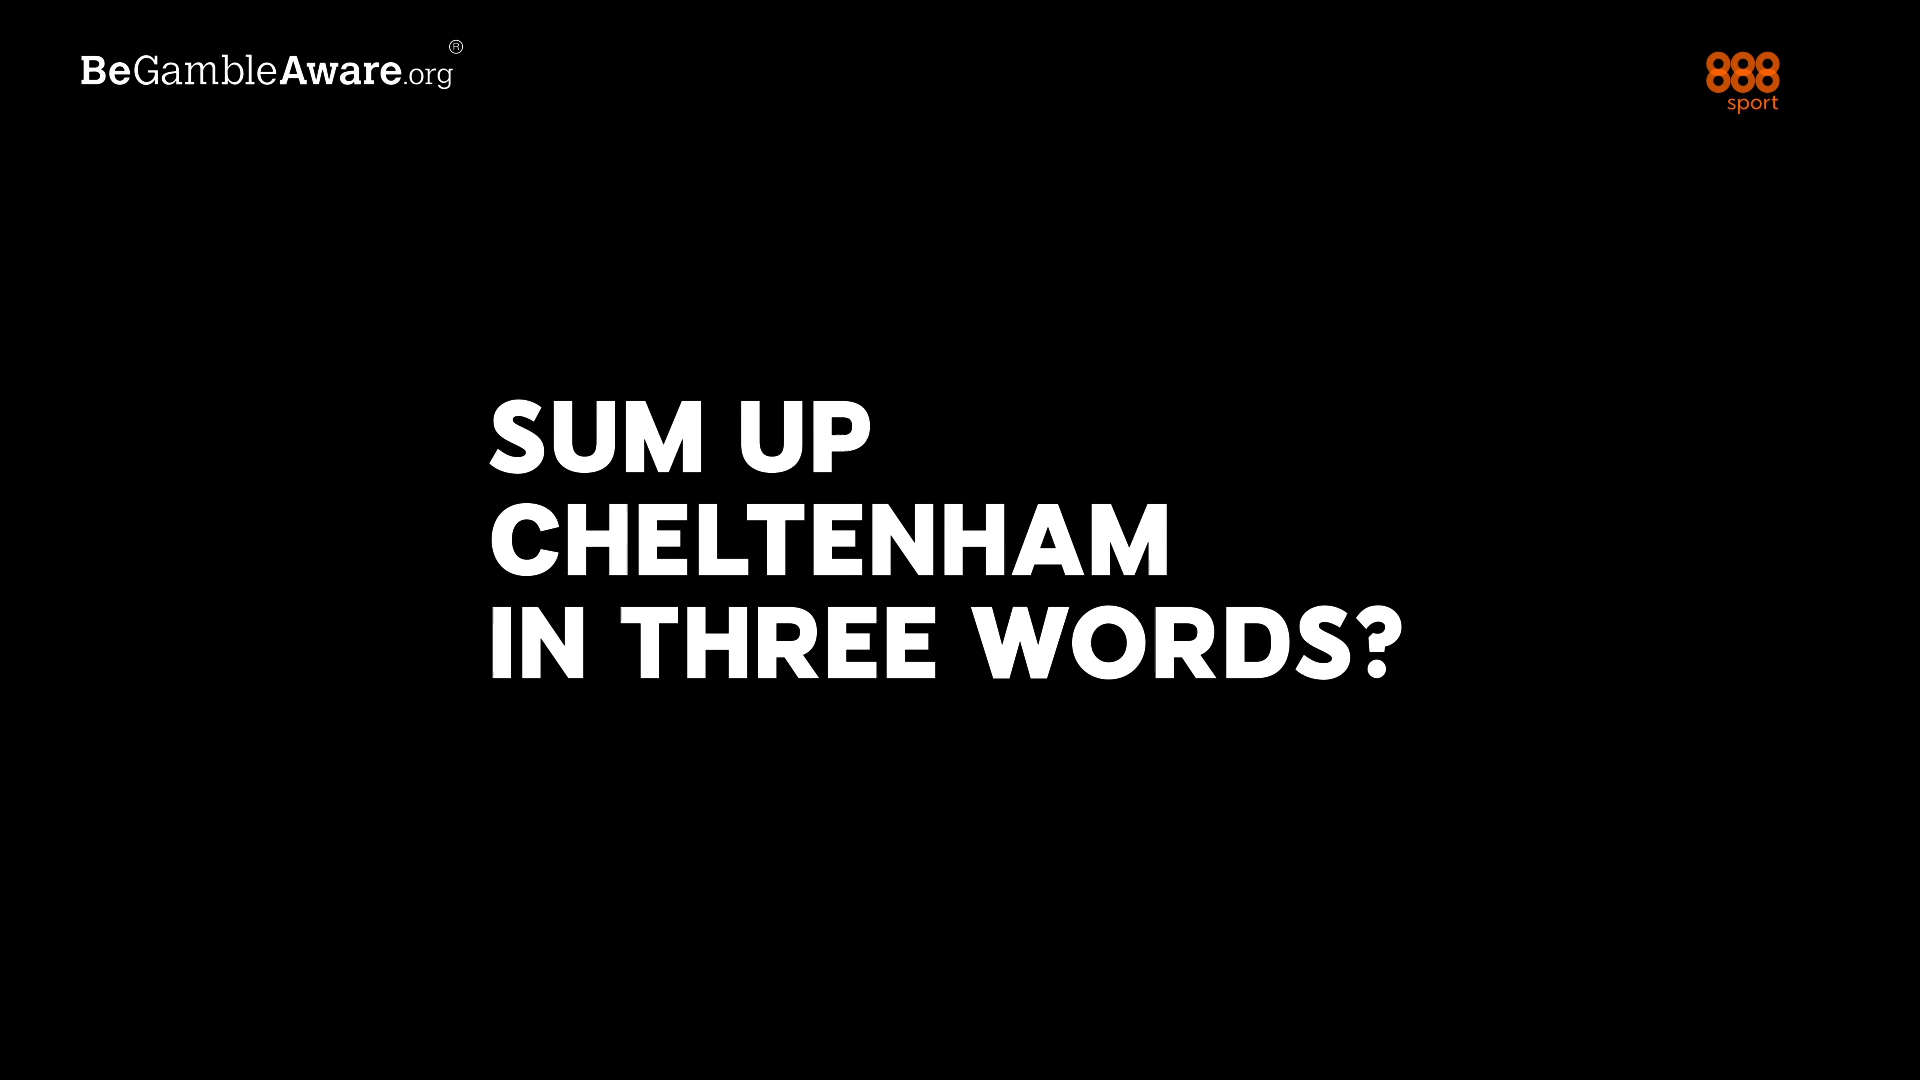 BeGambleAware.org®
888
sport
SUM UP
CHELTENHAM
IN THREE WORDS?